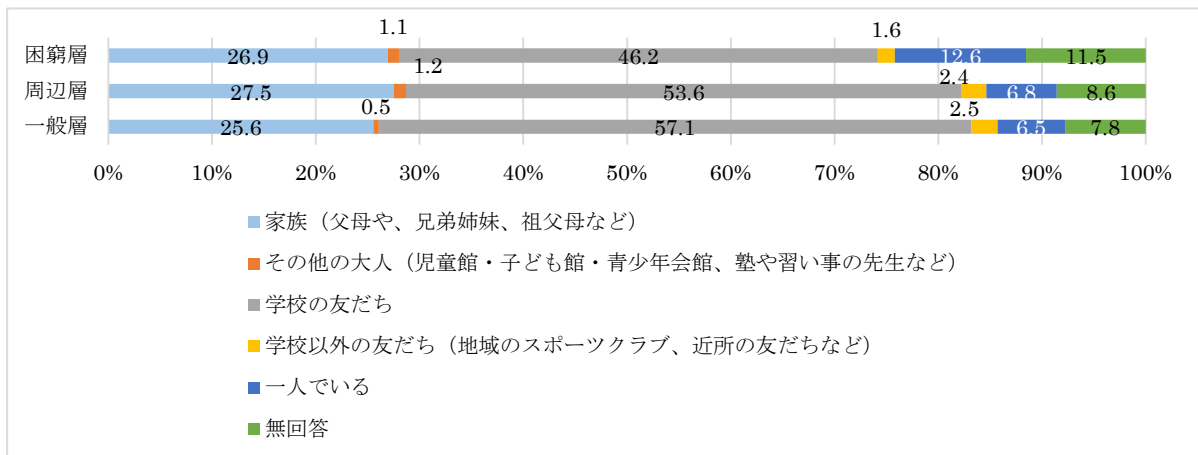 1.1 1.6
困窮層 26.9 46.2 12.6 11.5
1.2 2.4
周辺層 27.5 53.6 6.8 8.6
0.5 2.5
一般層 25.6 57.1 6.5 7.8
0% 10% 20% 30% 40% 50% 60% 70% 80% 90% 100%
家族（父母や、兄弟姉妹、祖父母など）
その他の大人（児童館・子ども館・青少年会館、塾や習い事の先生など）
学校の友だち
学校以外の友だち（地域のスポーツクラブ、近所の友だちなど）
一人でいる
無回答